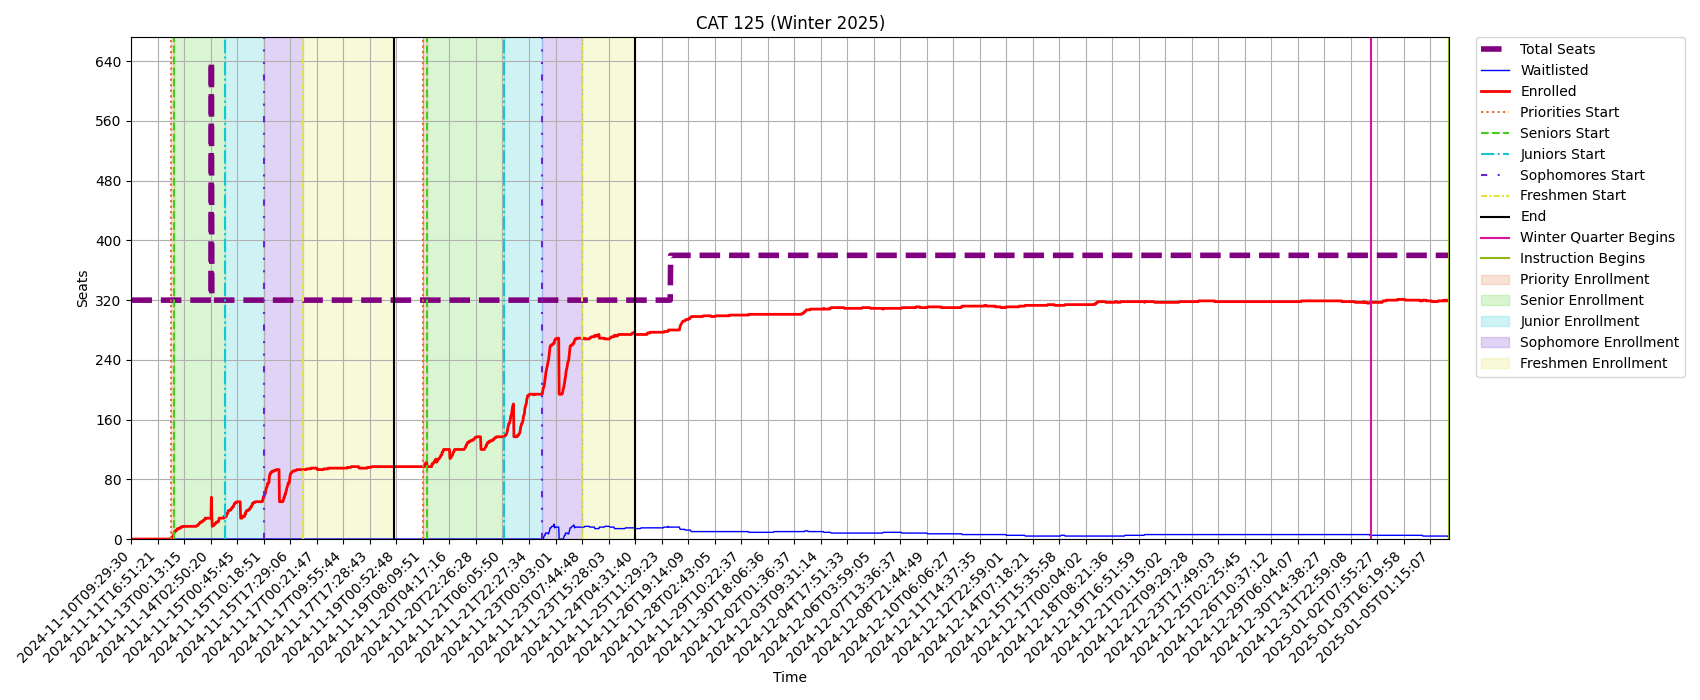 CAT 125 (Winter 2025)
640
560
480
400
320
240
160
80
0
Seats
2024-11-10T09:29:30
2024-11-11T16:51:21
2024-11-13T00:13:15
2024-11-14T02:50:20
2024-11-15T00:45:45
2024-11-15T10:18:51
2024-11-15T17:29:06
2024-11-17T00:21:47
2024-11-17T09:55:44
2024-11-17T17:28:43
2024-11-19T00:52:48
2024-11-19T08:09:51
2024-11-20T04:17:16
2024-11-20T22:26:28
2024-11-21T06:05:50
2024-11-21T22:27:34
2024-11-23T00:03:01
2024-11-23T07:44:48
2024-11-23T15:28:03
2024-11-24T04:31:40
2024-11-25T11:29:23
2024-11-26T19:14:09
2024-11-28T02:43:05
2024-11-29T10:22:37
2024-11-30T18:06:36
2024-12-02T01:36:37
2024-12-03T09:31:14
2024-12-04T17:51:33
2024-12-06T03:59:05
2024-12-07T13:36:37
2024-12-08T21:44:49
2024-12-10T06:06:27
2024-12-11T14:37:35
2024-12-12T22:59:01
2024-12-14T07:18:21
2024-12-15T15:35:58
2024-12-17T00:04:02
2024-12-18T08:21:36
2024-12-19T16:51:59
2024-12-21T01:15:02
2024-12-22T09:29:28
2024-12-23T17:49:03
2024-12-25T02:25:45
2024-12-26T10:37:12
2024-12-29T06:04:07
2024-12-30T14:38:27
2024-12-31T22:59:08
2025-01-02T07:55:27
2025-01-03T16:19:58
2025-01-05T01:15:07
Time
Total Seats
Waitlisted
Enrolled
Priorities Start
Seniors Start
Juniors Start
Sophomores Start
Freshmen Start
End
Winter Quarter Begins
Instruction Begins
Priority Enrollment
Senior Enrollment
Junior Enrollment
Sophomore Enrollment
Freshmen Enrollment